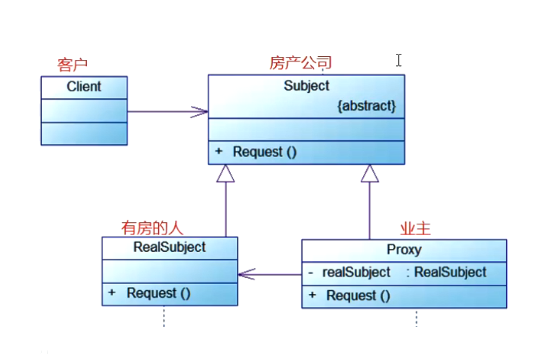 客户
房产公司
Client
Subject
{abstract}
+ Request ()
有房的人
业主
RealSubject
Proxy
- realSubject : RealSubject
+ Request ()
+ Request ()